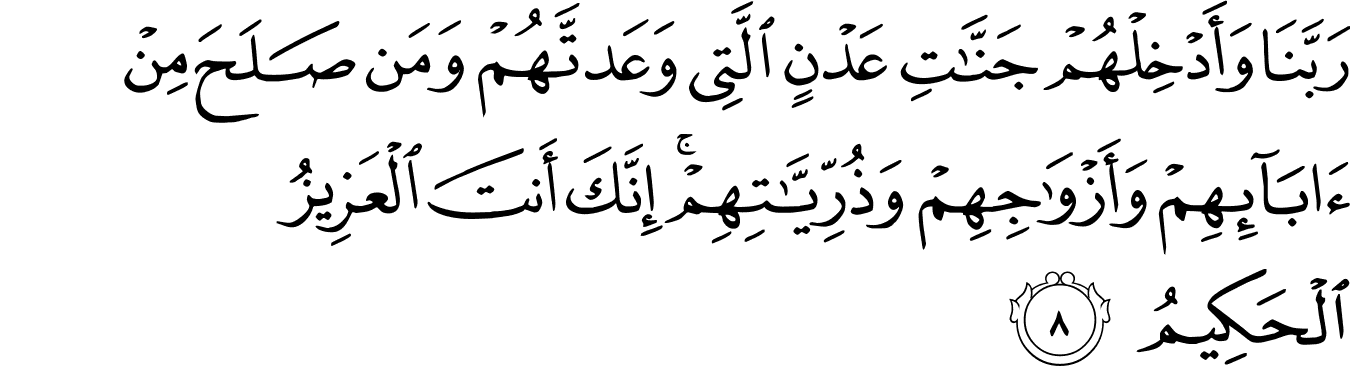 رَبَّنَا وَأَدْخِلْهُمْ جَنَّـٰتِ عَدْنٍ ٱلَّتِى وَعَدتَّهُمْ وَمَن صَلَحَ مِنْ
ءَابَآئِهِمْ وَأَزْوَٰجِهِمْ وَذُرِّيَّـٰتِهِمْ ۚ إِنَّكَ أَنتَ ٱلْعَزِيزُ
ٱلْحَكِيمُ ٨